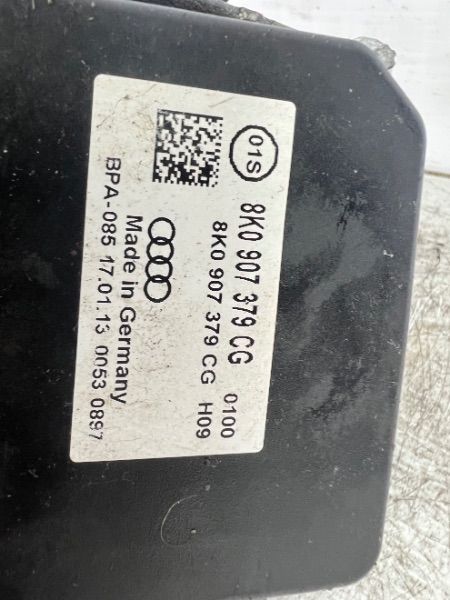 01S
8K0 907 379 CG 0100
8K0 907 379 CG H09
Made in Germany
BPA-085 17.01.13 0053 0897